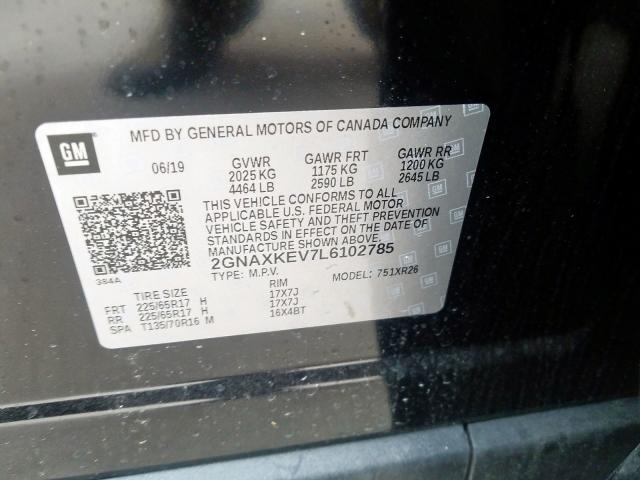 MFD BY GENERAL MOTORS OF CANADA COMPANY
GM
06/19 GVWR GAWR FRT GAWR RR
2025 KG 1175 KG 1200 KG
4464 LB 2590 LB 2645 LB
THIS VEHICLE CONFORMS TO ALL
APPLICABLE U.S. FEDERAL MOTOR
VEHICLE SAFETY AND THEFT PREVENTION
STANDARDS IN EFFECT ON THE DATE OF
MANUFACTURE SHOWN ABOVE.
2GNAXKEV7L6102785
384A
TYPE: M.P.V. MODEL: 751XR26
TIRE SIZE RIM
FRT 225/65R17 H 17X7J
RR 225/65R17 H 17X7J
SPA T135/70R16 M 16X4BT